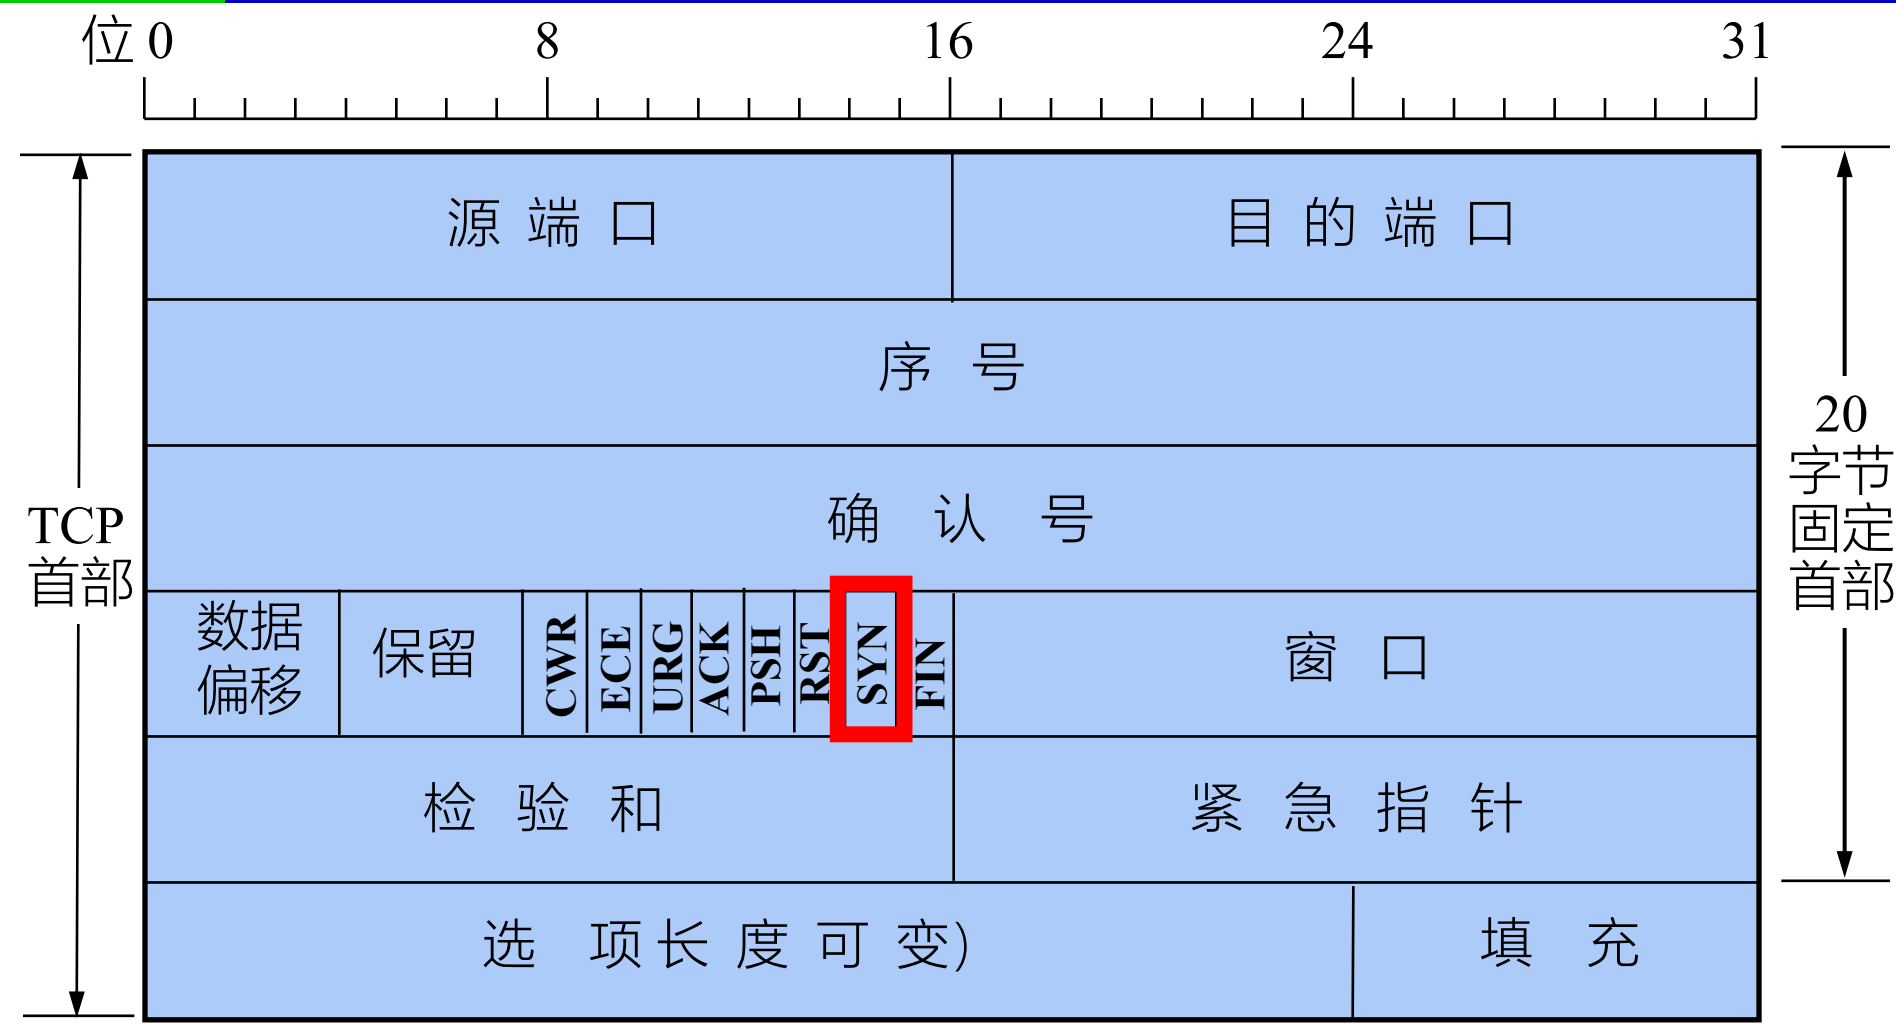 位 0 8 16 24 31
源 端 口 目 的 端 口
序 号
20
字节
固定
首部
确 认 号
TCP
首部
数据
偏移
保留
CWR
ECE
URG
ACK
PSH
RST
SYN
FIN
窗 口
检 验 和 紧 急 指 针
选 项 长 度 可 变) 填 充